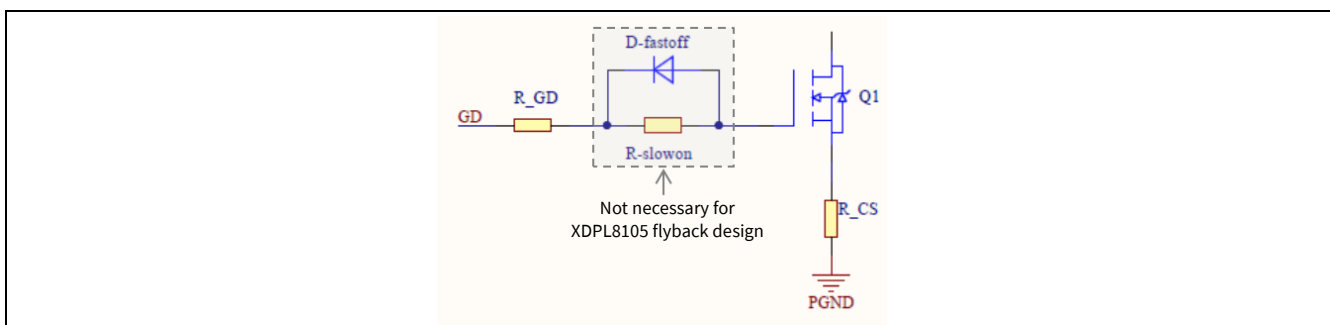 D-fastoff
R_GD
Q1
GD
R-slowon
Not necessary for
XDPL8105 flyback design
R_CS
PGND